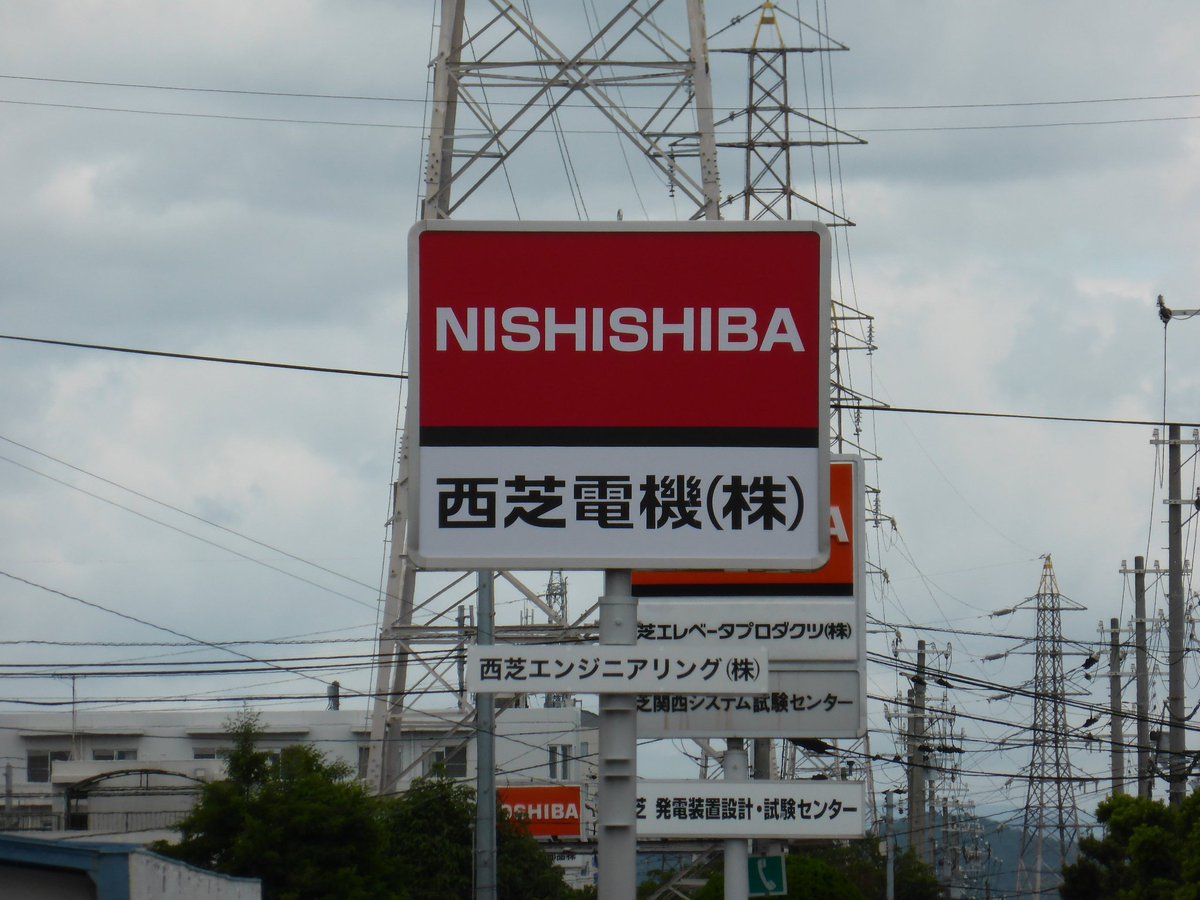 NISHISHIBA
西芝電機(株)
芝エレベータプロダクツ(株)
西芝エンジニアリング(株)
芝関西システム試験センター
OSHIBA
芝 発電装置設計・試験センター